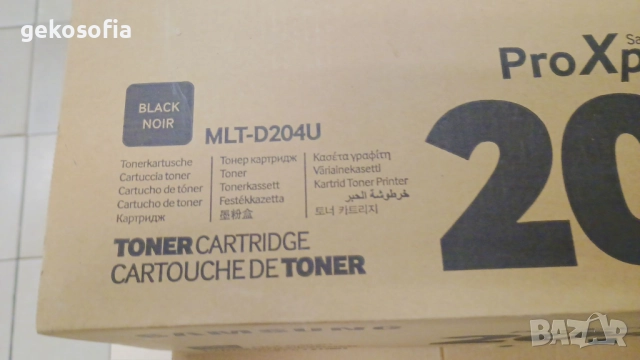 gekosofia
Sa
ProXp
BLACK
NOIR
MLT-D204U
20
Tonerkartusche
Cartuccia toner
Cartucho de tóner
Cartucho de toner
Картридж
Тонер картридж
Toner
Tonerkassett
Festékkazetta
墨粉盒
Κασέτα γραφίτη
Väriainekasetti
Kartrid Toner Printer
خرطوشة الحبر
토너 카트리지
TONER CARTRIDGE
CARTOUCHE DE TONER
BAZAR